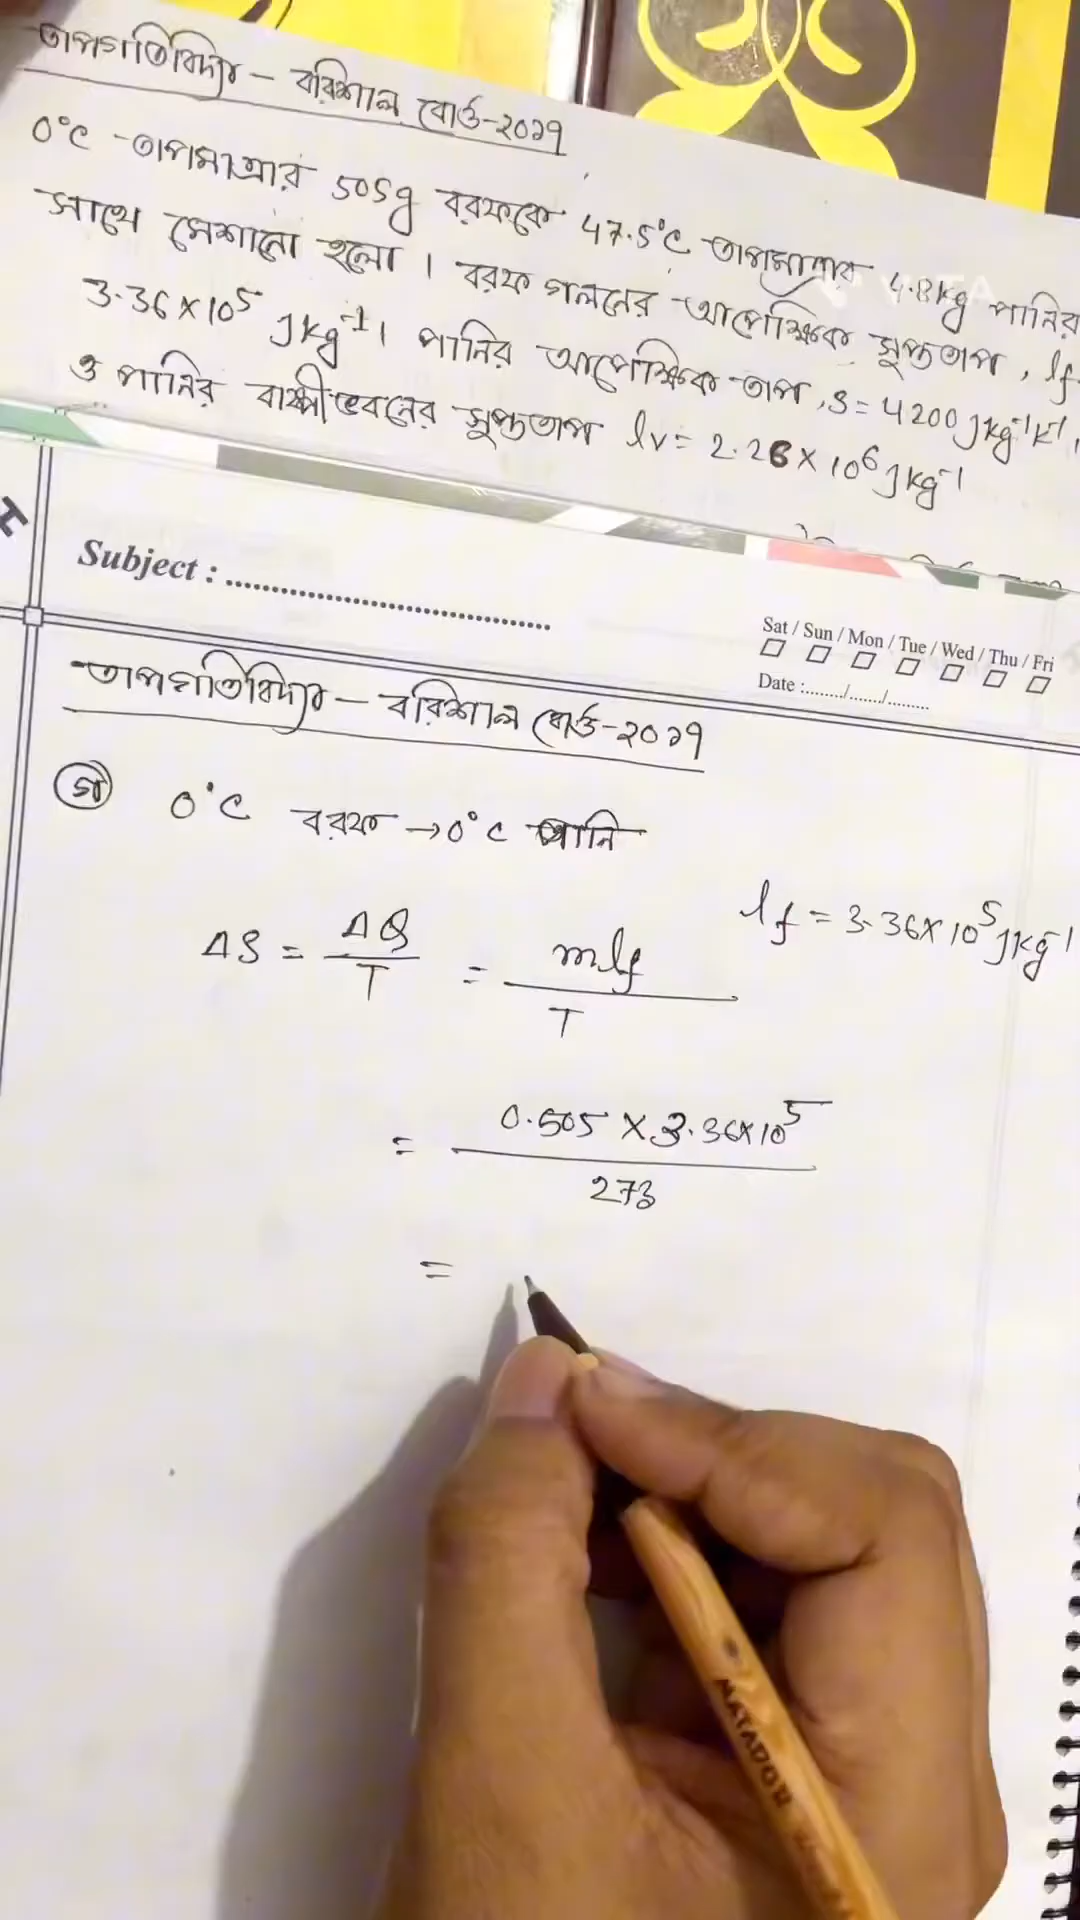 তাপগতিবিদ্যা - বরিশাল বোর্ড-২০১৭
0°C তাপমাত্রার 505g বরফকে 47.5°C তাপমাত্রার 4.8kg পানির
সাথে মেশানো হলো । বরফ গলনের আপেক্ষিক সুপ্ততাপ, lf =
3.36×10⁵ Jkg⁻¹। পানির আপেক্ষিক তাপ, S = 4200 Jkg⁻¹K⁻¹,
ও পানির বাষ্পীভবনের সুপ্ততাপ lv = 2.26×10⁶ Jkg⁻¹
Subject :
Sat / Sun / Mon / Tue / Wed / Thu / Fri
Date :......../......./.........
তাপগতিবিদ্যা - বরিশাল বোর্ড-২০১৭
গ 0°C বরফ → 0°C পানি
lf = 3.36×10⁵ Jkg⁻¹
ΔS = ΔQ/T = mlf/T
= 0.505 × 3.36×10⁵ / 273
=
MATADOR